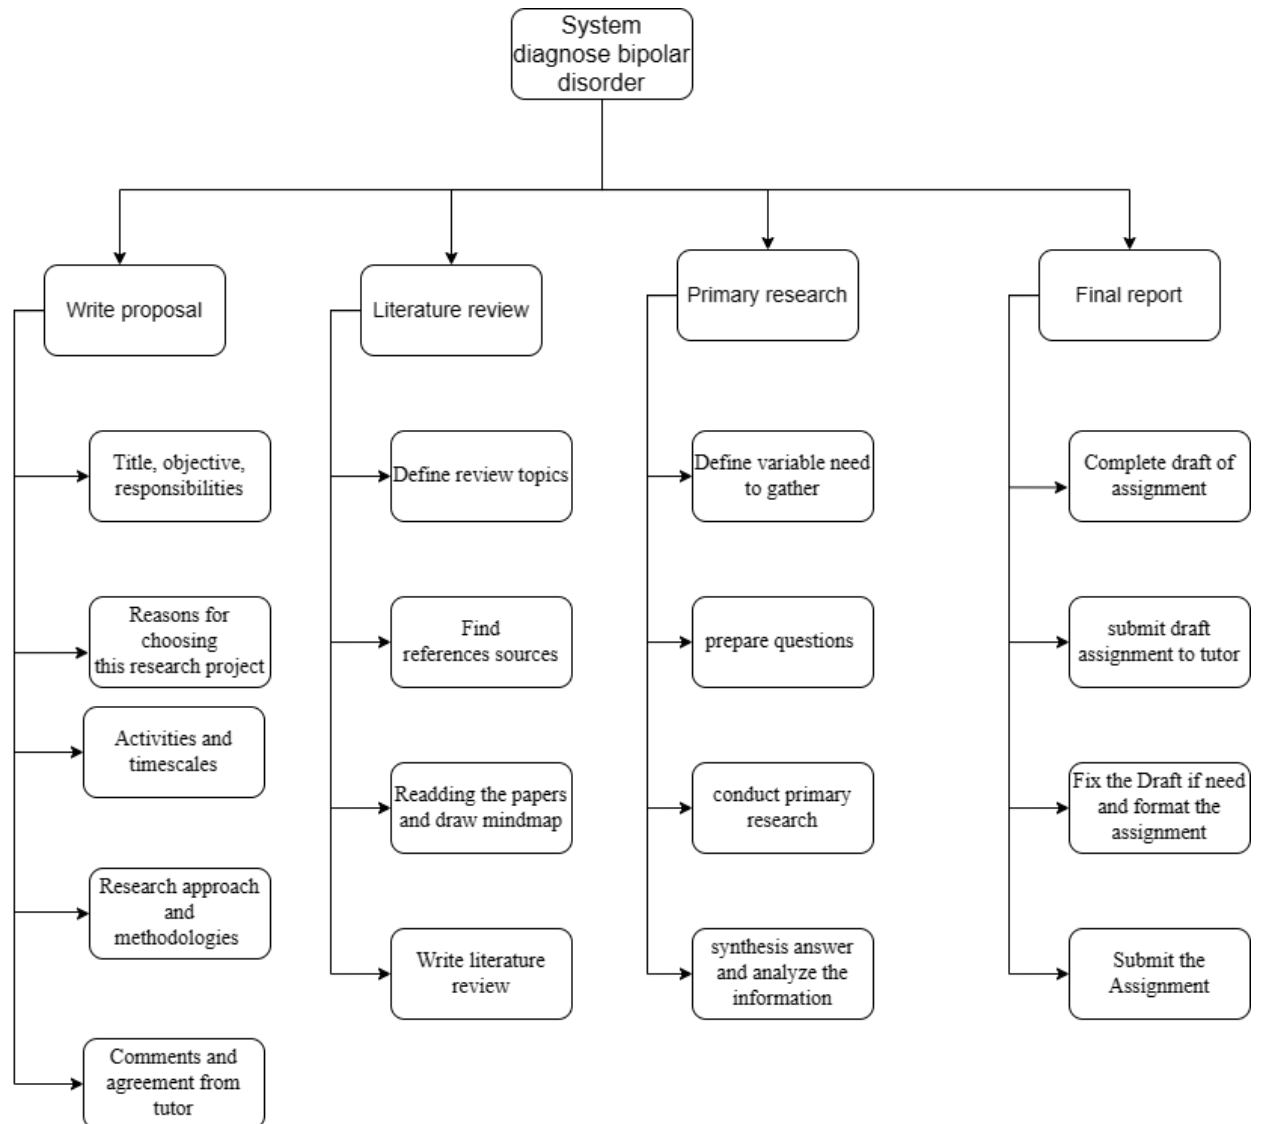 System
diagnose bipolar
disorder
Write proposal
Literature review
Primary research
Final report
Title, objective,
responsibilities
Reasons for
choosing
this research project
Activities and
timescales
Research approach
and
methodologies
Comments and
agreement from
tutor
Define review topics
Find
references sources
Readding the papers
and draw mindmap
Write literature
review
Define variable need
to gather
prepare questions
conduct primary
research
synthesis answer
and analyze the
information
Complete draft of
assignment
submit draft
assignment to tutor
Fix the Draft if need
and format the
assignment
Submit the
Assignment